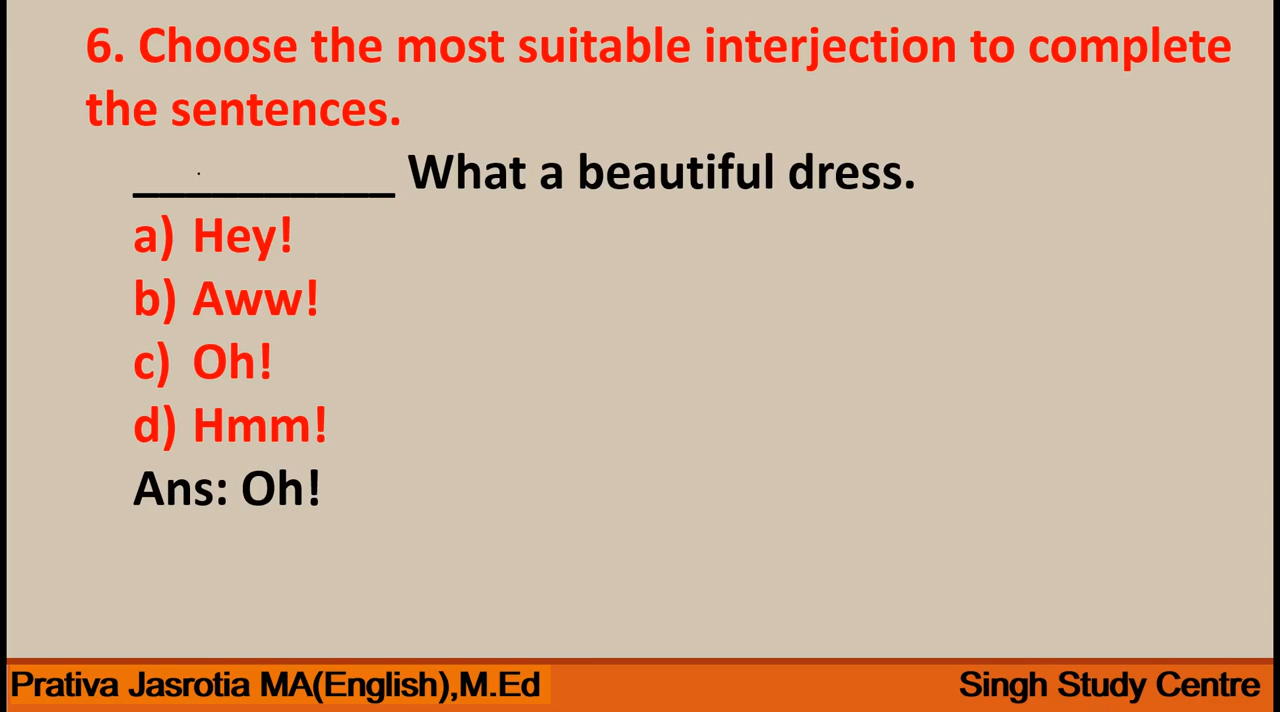 6. Choose the most suitable interjection to complete
the sentences.
__________ What a beautiful dress.
a) Hey!
b) Aww!
c) Oh!
d) Hmm!
Ans: Oh!
Prativa Jasrotia MA(English),M.Ed
Singh Study Centre